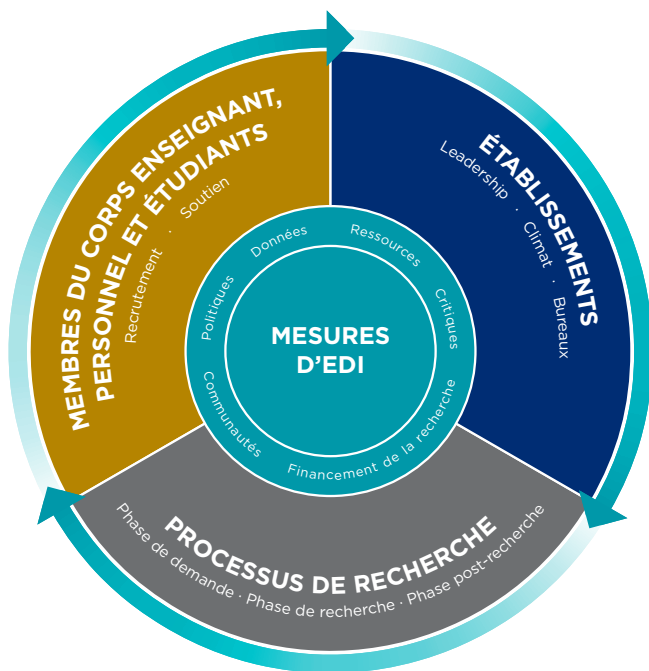 MEMBRES DU CORPS ENSEIGNANT,
PERSONNEL ET ÉTUDIANTS
Recrutement · Soutien
ÉTABLISSEMENTS
Leadership · Climat · Bureaux
Politiques
Données
Ressources
Critiques
Financement de la recherche
Communautés
MESURES
D'EDI
PROCESSUS DE RECHERCHE
Phase de demande · Phase de recherche · Phase post-recherche